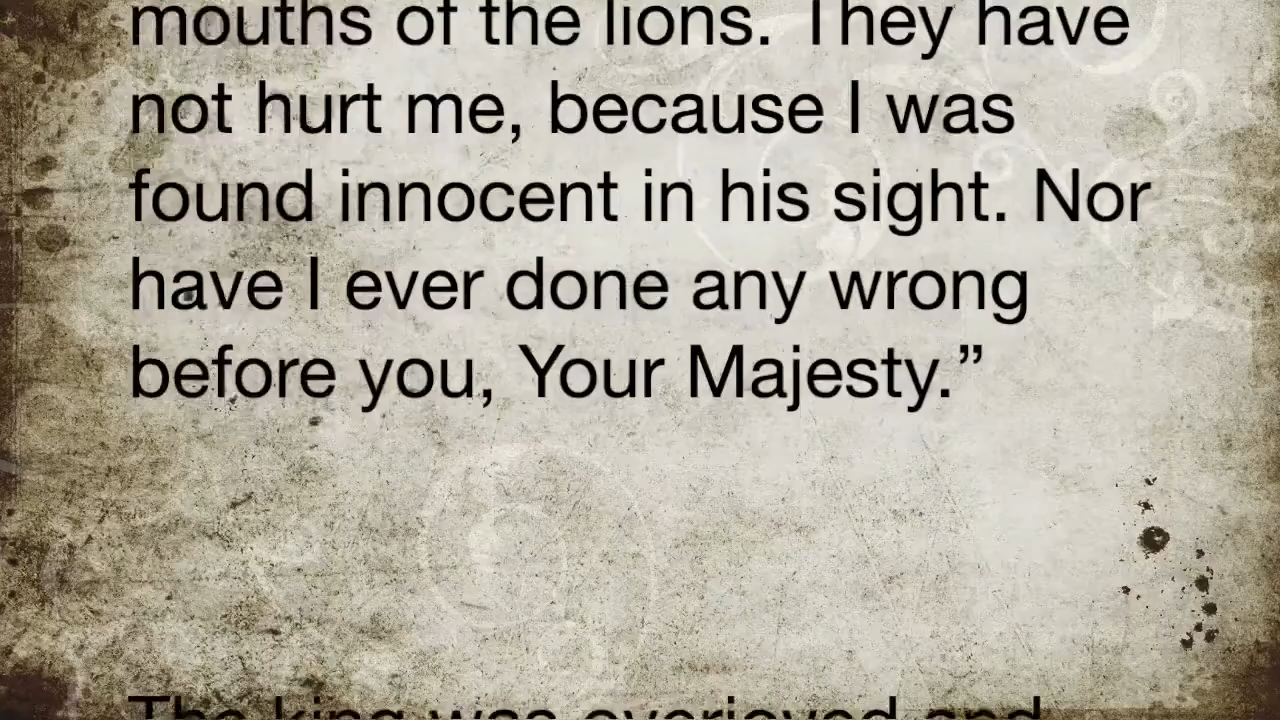 mouths of the lions. They have
not hurt me, because I was
found innocent in his sight. Nor
have I ever done any wrong
before you, Your Majesty.”
The king was overjoyed and